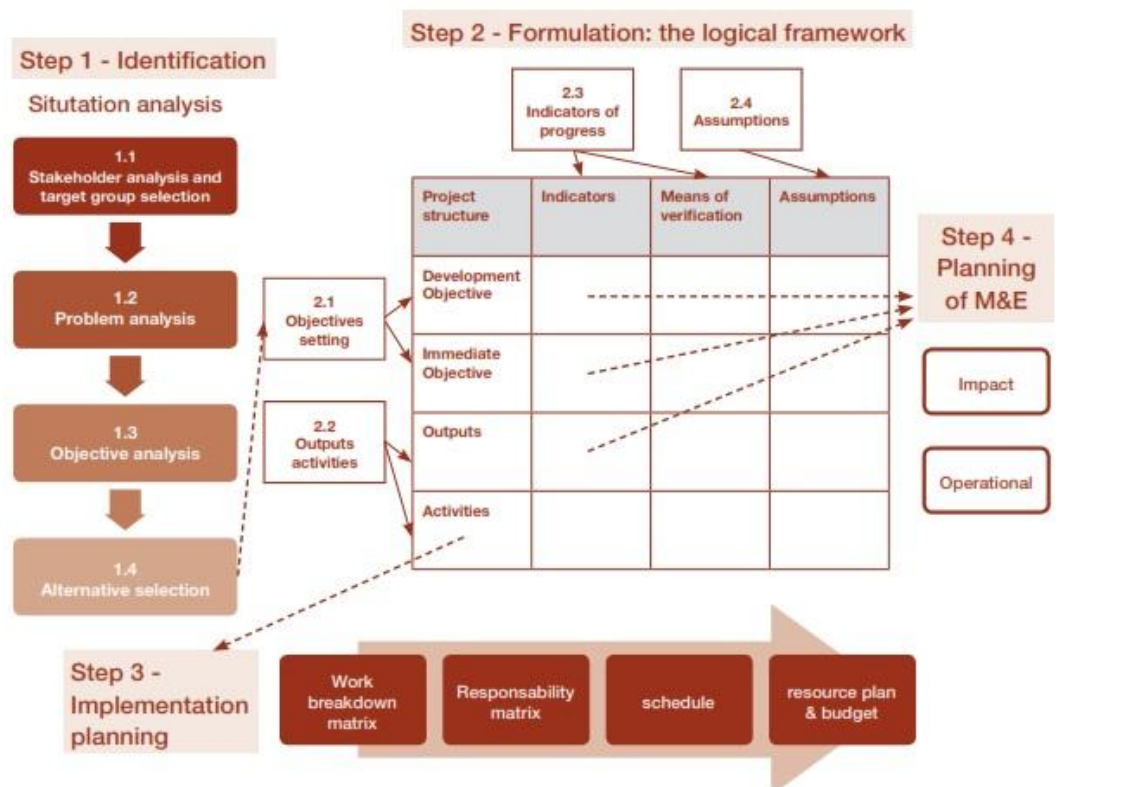 Step 1 - Identification
Situtation analysis
1.1
Stakeholder analysis and
target group selection
1.2
Problem analysis
1.3
Objective analysis
1.4
Alternative selection
Step 2 - Formulation: the logical framework
2.3
Indicators of
progress
2.4
Assumptions
2.1
Objectives
setting
2.2
Outputs
activities
Project
structure
Indicators
Means of
verification
Assumptions
Development
Objective
Immediate
Objective
Outputs
Activities
Step 4 -
Planning
of M&E
Impact
Operational
Step 3 -
Implementation
planning
Work
breakdown
matrix
Responsability
matrix
schedule
resource plan
& budget